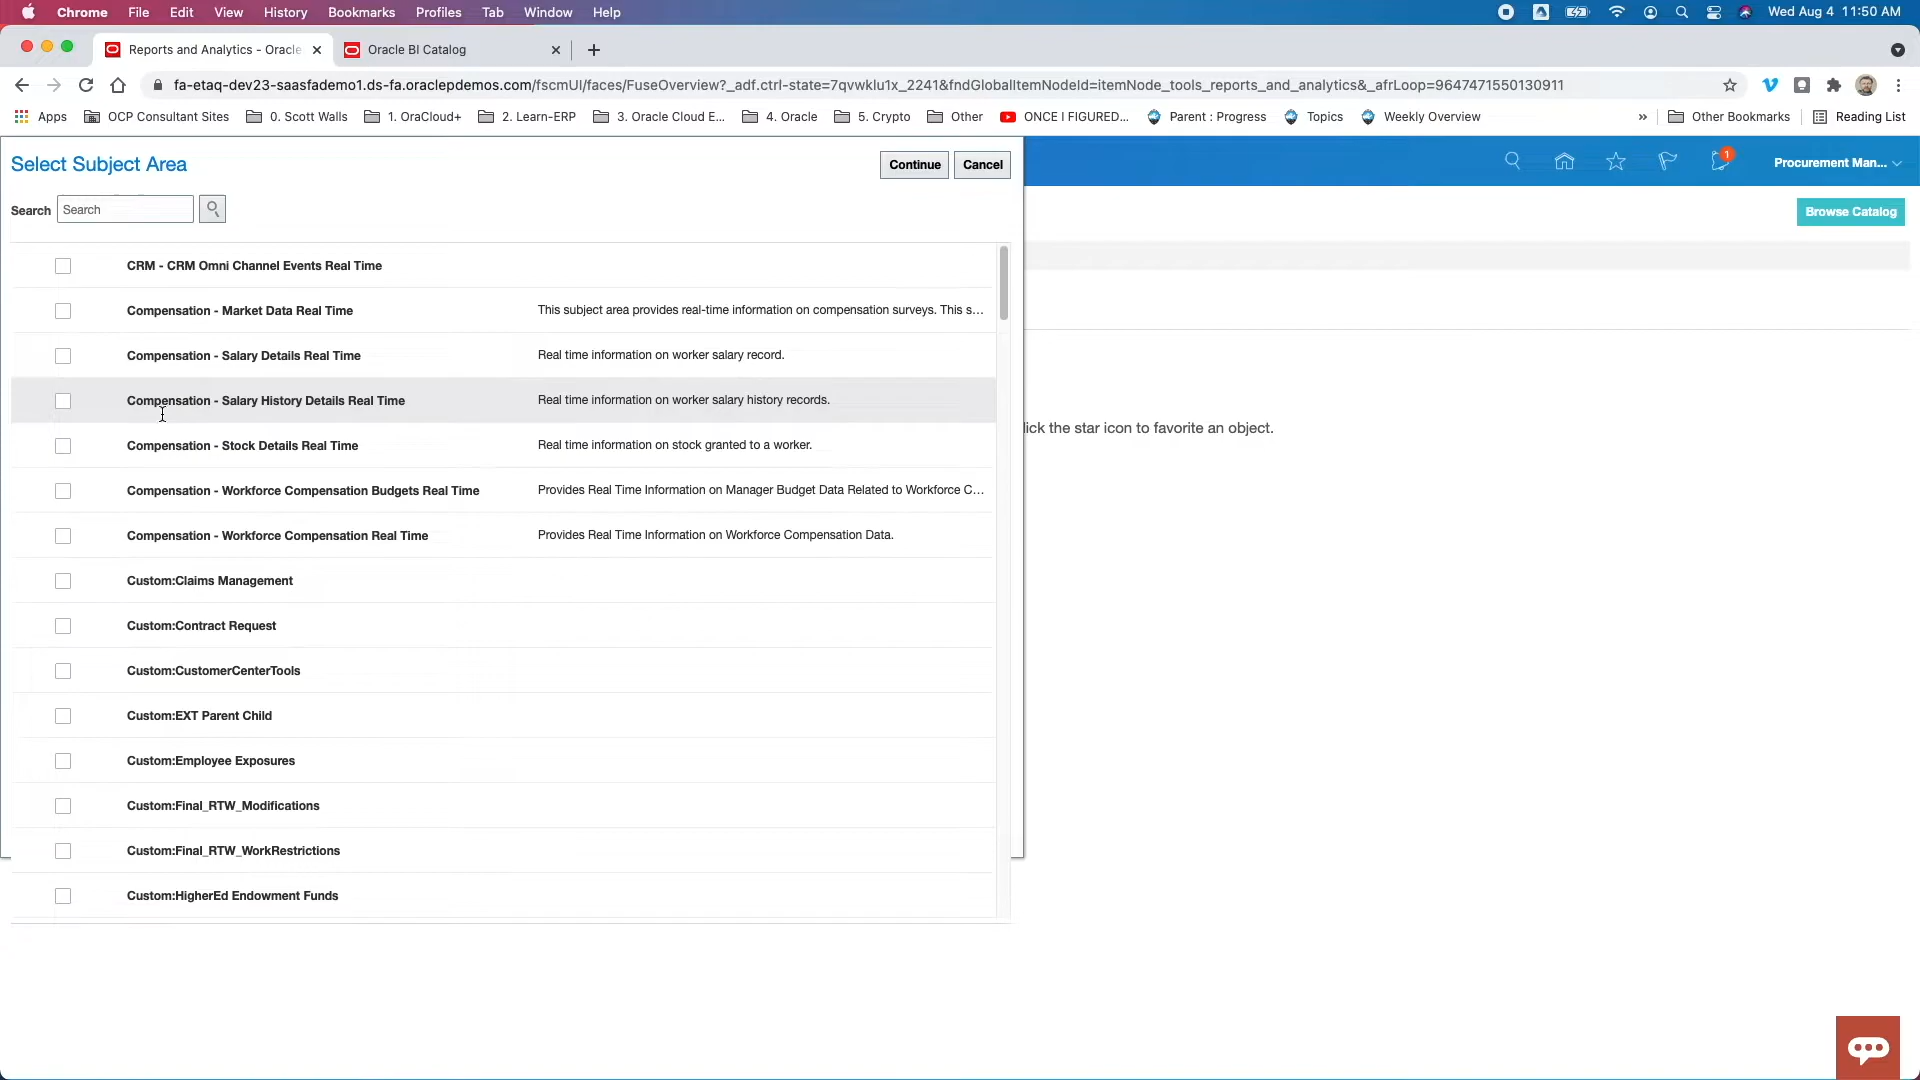 Chrome File Edit View History Bookmarks Profiles Tab Window Help Wed Aug 4 11:50 AM
Reports and Analytics - Oracle Oracle BI Catalog
fa-etaq-dev23-saasfademo1.ds-fa.oraclepdemos.com/fscmUI/faces/FuseOverview?_adf.ctrl-state=7qvwklu1x_2241&fndGlobalItemNodeId=itemNode_tools_reports_and_analytics&_afrLoop=9647471550130911
Apps OCP Consultant Sites 0. Scott Walls 1. OraCloud+ 2. Learn-ERP 3. Oracle Cloud E... 4. Oracle 5. Crypto Other ONCE I FIGURED... Parent : Progress Topics Weekly Overview » Other Bookmarks Reading List
Select Subject Area Continue Cancel 1 Procurement Man...
Search Search Browse Catalog
CRM - CRM Omni Channel Events Real Time
Compensation - Market Data Real Time This subject area provides real-time information on compensation surveys. This s...
Compensation - Salary Details Real Time Real time information on worker salary record.
Compensation - Salary History Details Real Time Real time information on worker salary history records.
lick the star icon to favorite an object.
Compensation - Stock Details Real Time Real time information on stock granted to a worker.
Compensation - Workforce Compensation Budgets Real Time Provides Real Time Information on Manager Budget Data Related to Workforce C...
Compensation - Workforce Compensation Real Time Provides Real Time Information on Workforce Compensation Data.
Custom:Claims Management
Custom:Contract Request
Custom:CustomerCenterTools
Custom:EXT Parent Child
Custom:Employee Exposures
Custom:Final_RTW_Modifications
Custom:Final_RTW_WorkRestrictions
Custom:HigherEd Endowment Funds